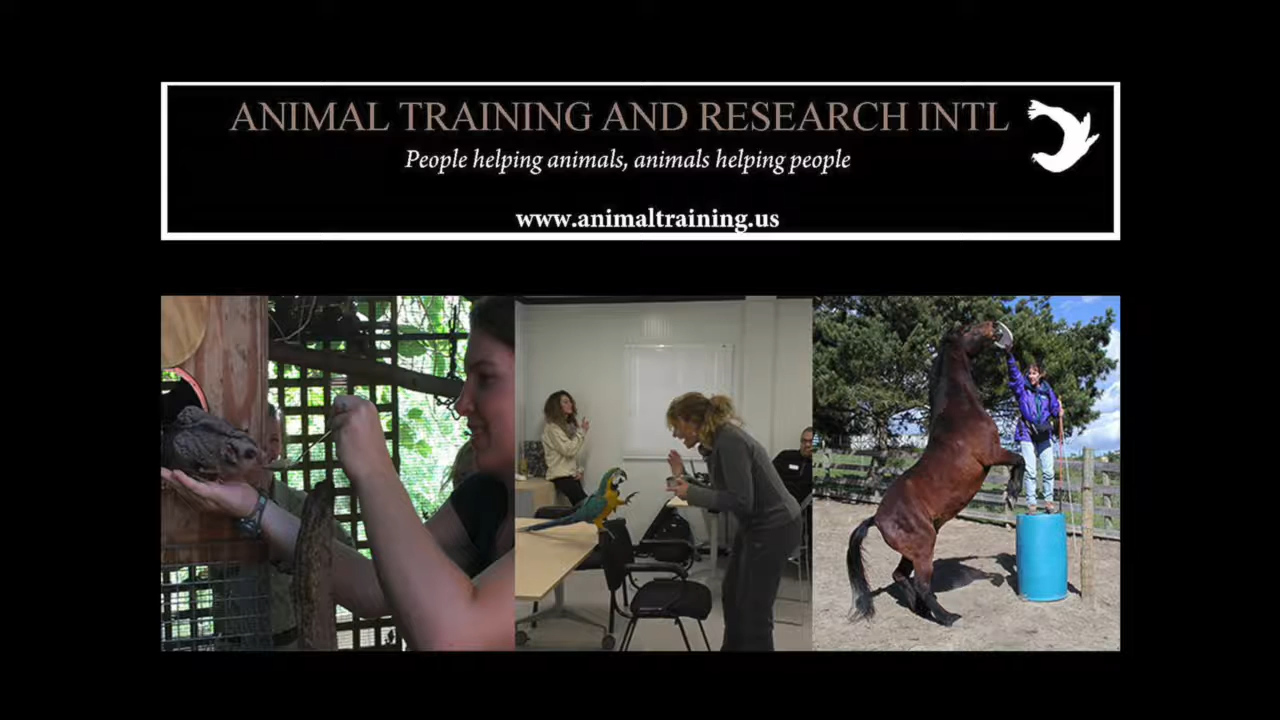 ANIMAL TRAINING AND RESEARCH INTL
People helping animals, animals helping people
www.animaltraining.us